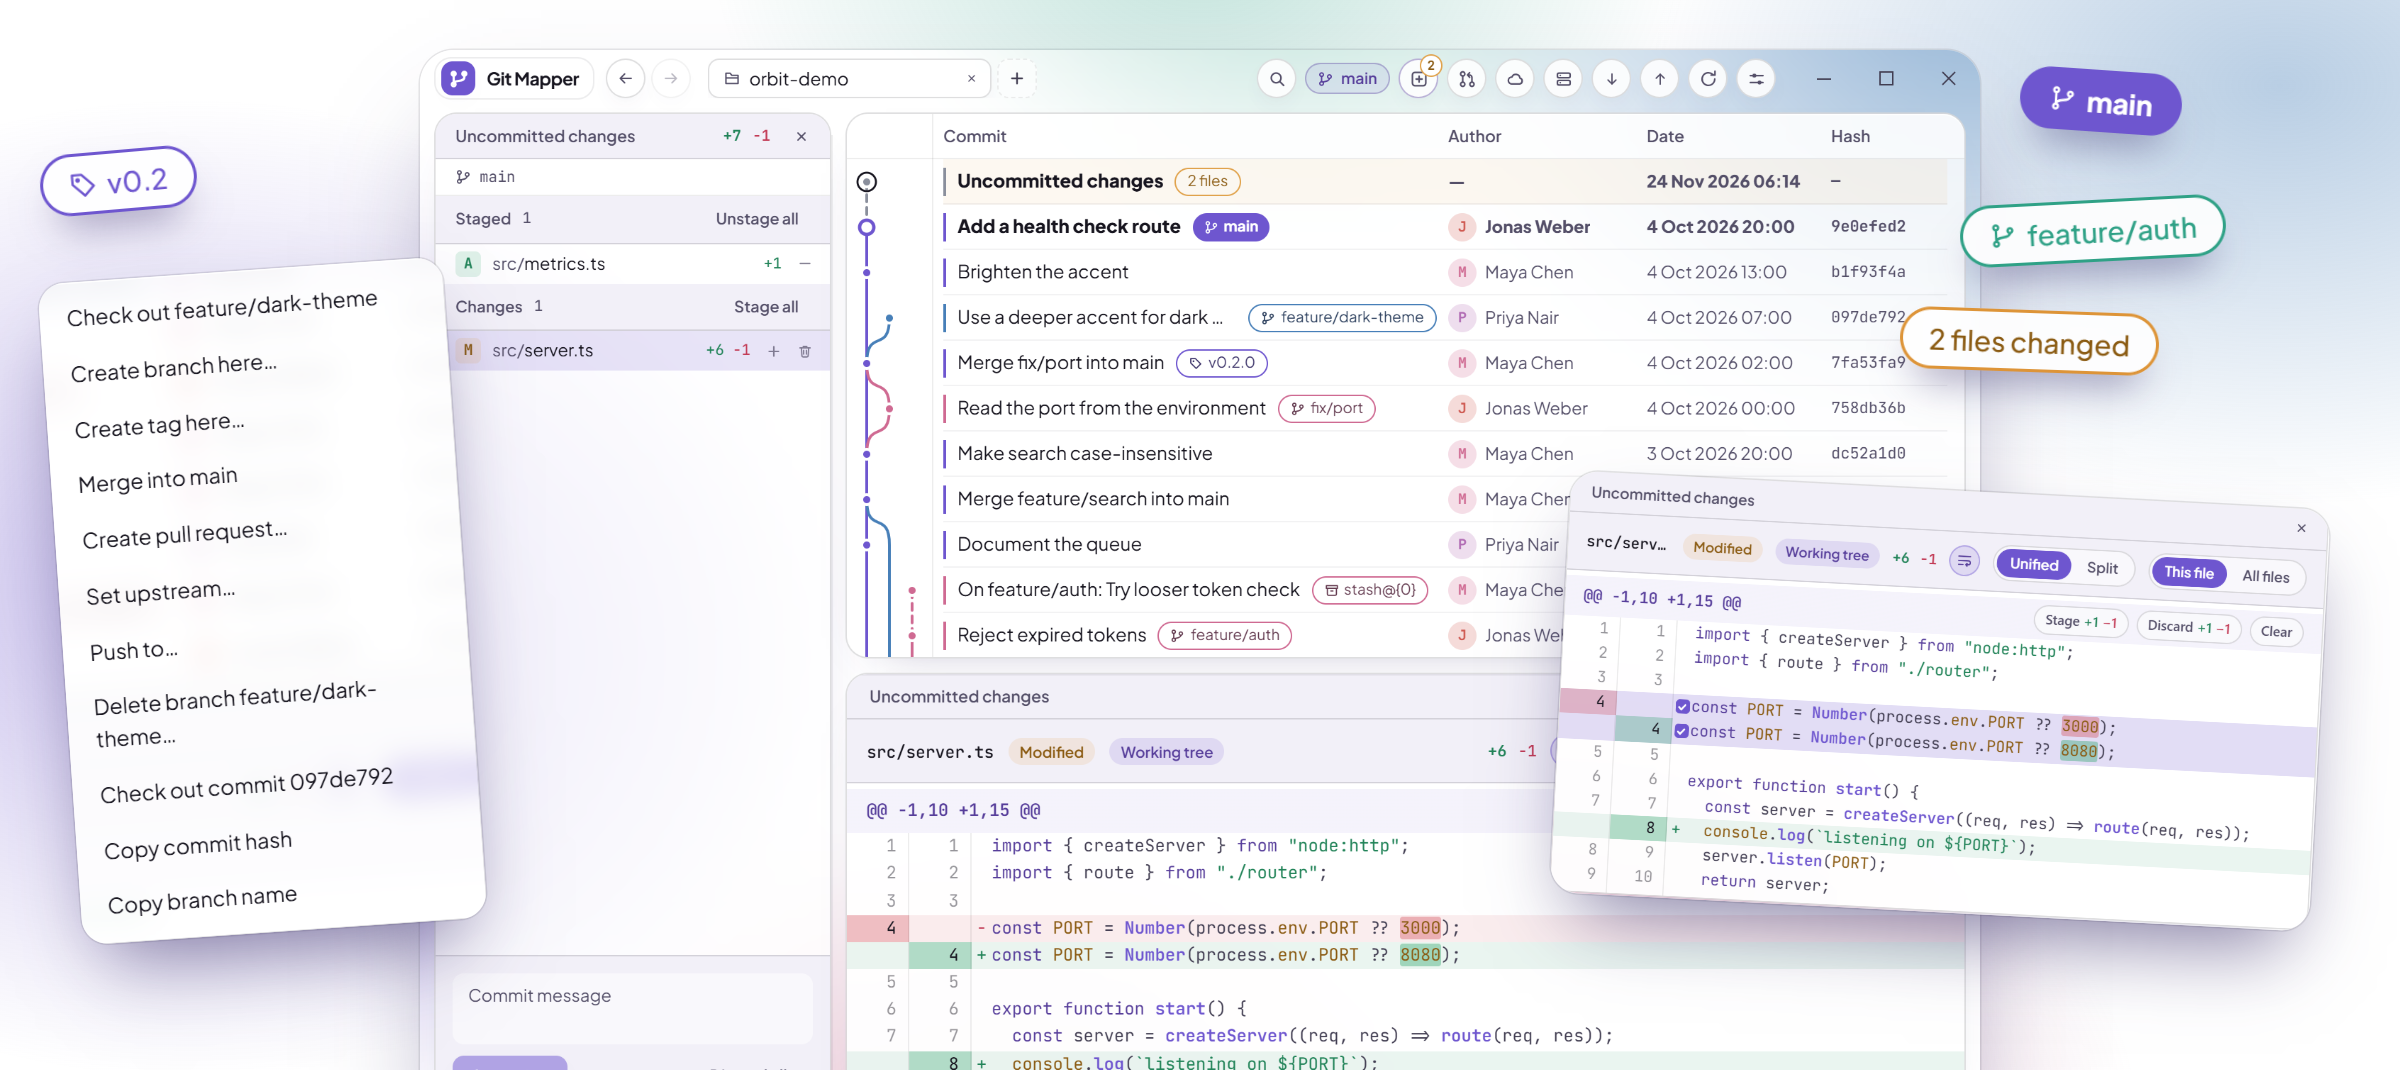 Git Mapper
orbit-demo
main
2
main
v0.2
feature/auth
2 files changed
Check out feature/dark-theme
Create branch here...
Create tag here...
Merge into main
Create pull request...
Set upstream...
Push to...
Delete branch feature/dark-
theme...
Check out commit 097de792
Copy commit hash
Copy branch name
Uncommitted changes +7 -1
main
Staged 1 Unstage all
A src/metrics.ts +1
Changes 1 Stage all
M src/server.ts +6 -1
Commit message
Commit Author Date Hash
Uncommitted changes 2 files — 24 Nov 2026 06:14 —
Add a health check route main J Jonas Weber 4 Oct 2026 20:00 9e0efed2
Brighten the accent M Maya Chen 4 Oct 2026 13:00 b1f93f4a
Use a deeper accent for dark ... feature/dark-theme P Priya Nair 4 Oct 2026 07:00 097de792
Merge fix/port into main v0.2.0 M Maya Chen 4 Oct 2026 02:00 7fa53fa9
Read the port from the environment fix/port J Jonas Weber 4 Oct 2026 00:00 758db36b
Make search case-insensitive M Maya Chen 3 Oct 2026 20:00 dc52a1d0
Merge feature/search into main M Maya Chen
Document the queue P Priya Nair
On feature/auth: Try looser token check stash@{0} M Maya Che
Reject expired tokens feature/auth J Jonas We
Uncommitted changes
src/server.ts Modified Working tree +6 -1
@@ -1,10 +1,15 @@
1 1 import { createServer } from "node:http";
2 2 import { route } from "./router";
3 3
4 - const PORT = Number(process.env.PORT ?? 3000);
4 + const PORT = Number(process.env.PORT ?? 8080);
5 5
6 6 export function start() {
7 7 const server = createServer((req, res) => route(req, res));
8 + console.log(`listening on ${PORT}`);
Uncommitted changes
src/serv... Modified Working tree +6 -1 Unified Split This file All files
@@ -1,10 +1,15 @@ Stage +1 −1 Discard +1 −1 Clear
1 1 import { createServer } from "node:http";
2 2 import { route } from "./router";
3 3
4 const PORT = Number(process.env.PORT ?? 3000);
4 const PORT = Number(process.env.PORT ?? 8080);
5 5
6 6 export function start() {
7 7 const server = createServer((req, res) => route(req, res));
8 + console.log(`listening on ${PORT}`);
8 9 server.listen(PORT);
9 10 return server;